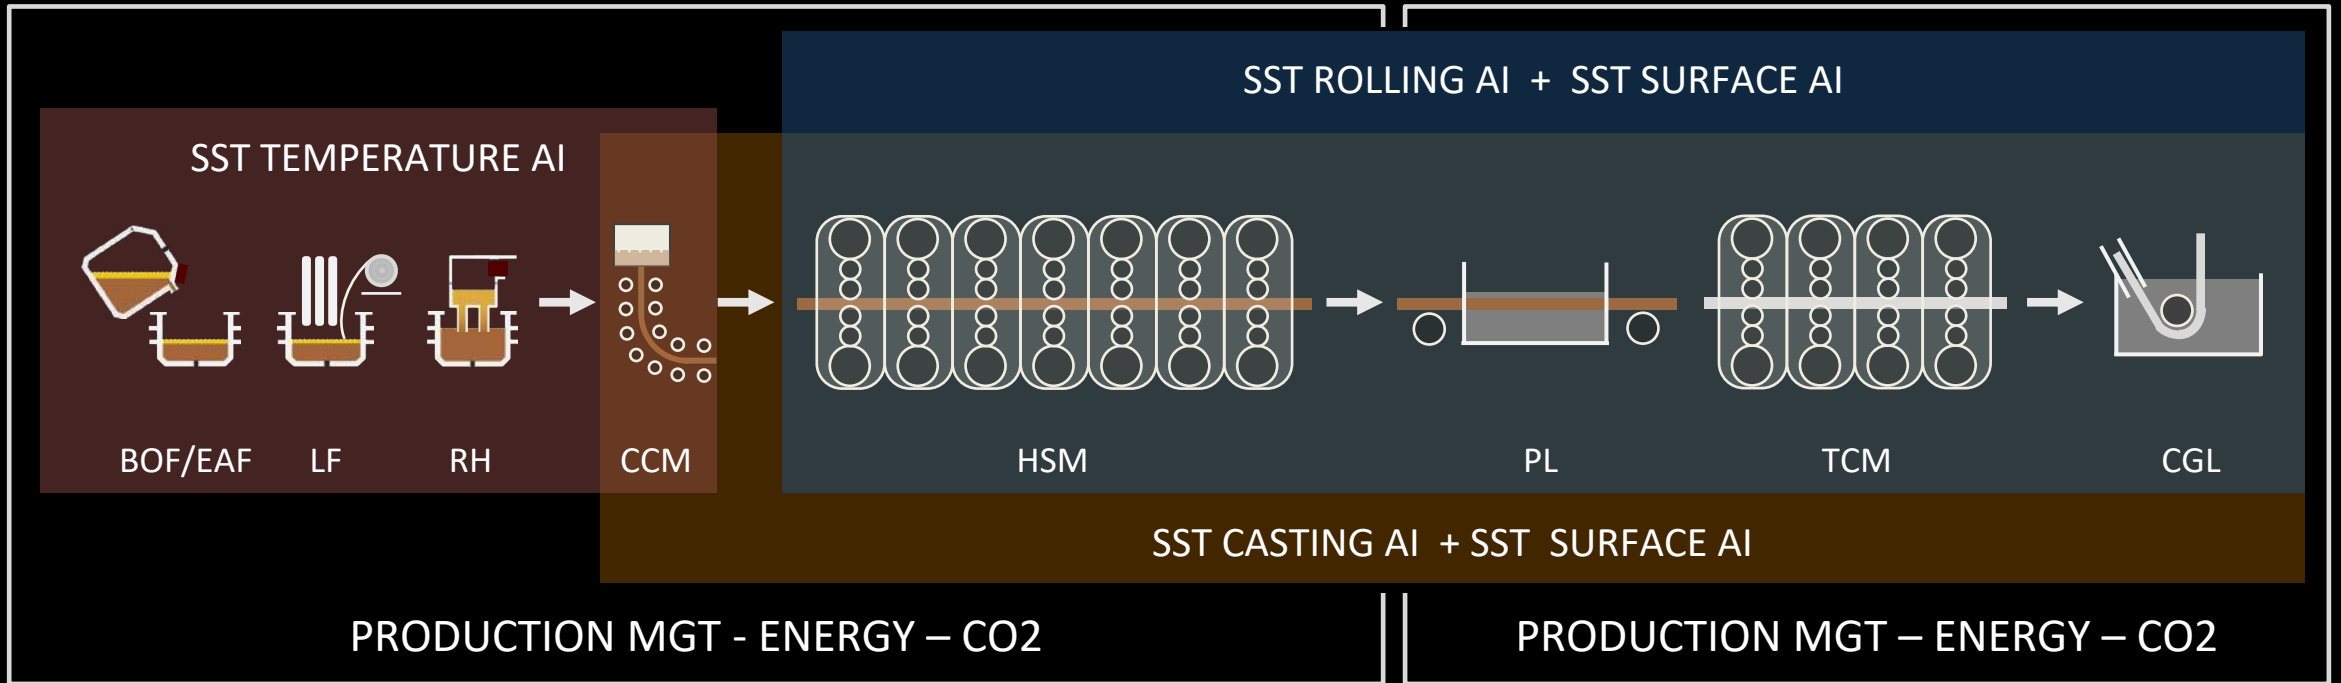 SST ROLLING AI + SST SURFACE AI
SST TEMPERATURE AI
BOF/EAF LF RH CCM HSM PL TCM CGL
SST CASTING AI + SST SURFACE AI
PRODUCTION MGT - ENERGY – CO2
PRODUCTION MGT – ENERGY – CO2